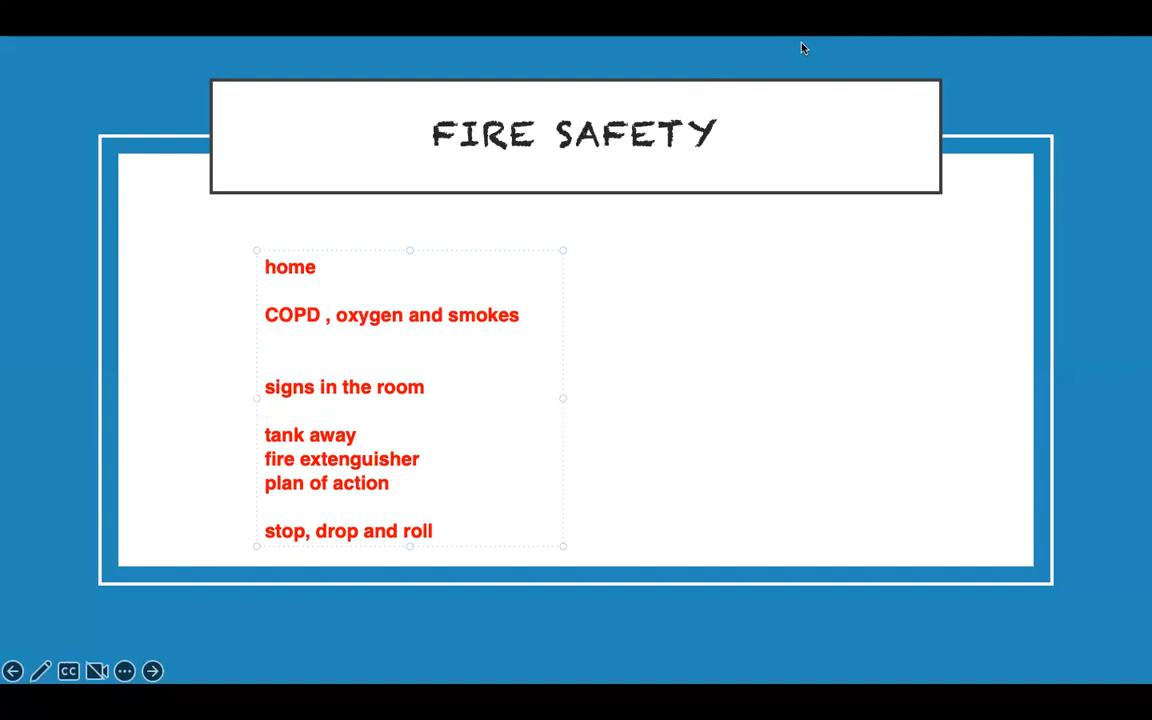 FIRE SAFETY
home
COPD , oxygen and smokes
signs in the room
tank away
fire extenguisher
plan of action
stop, drop and roll
CC